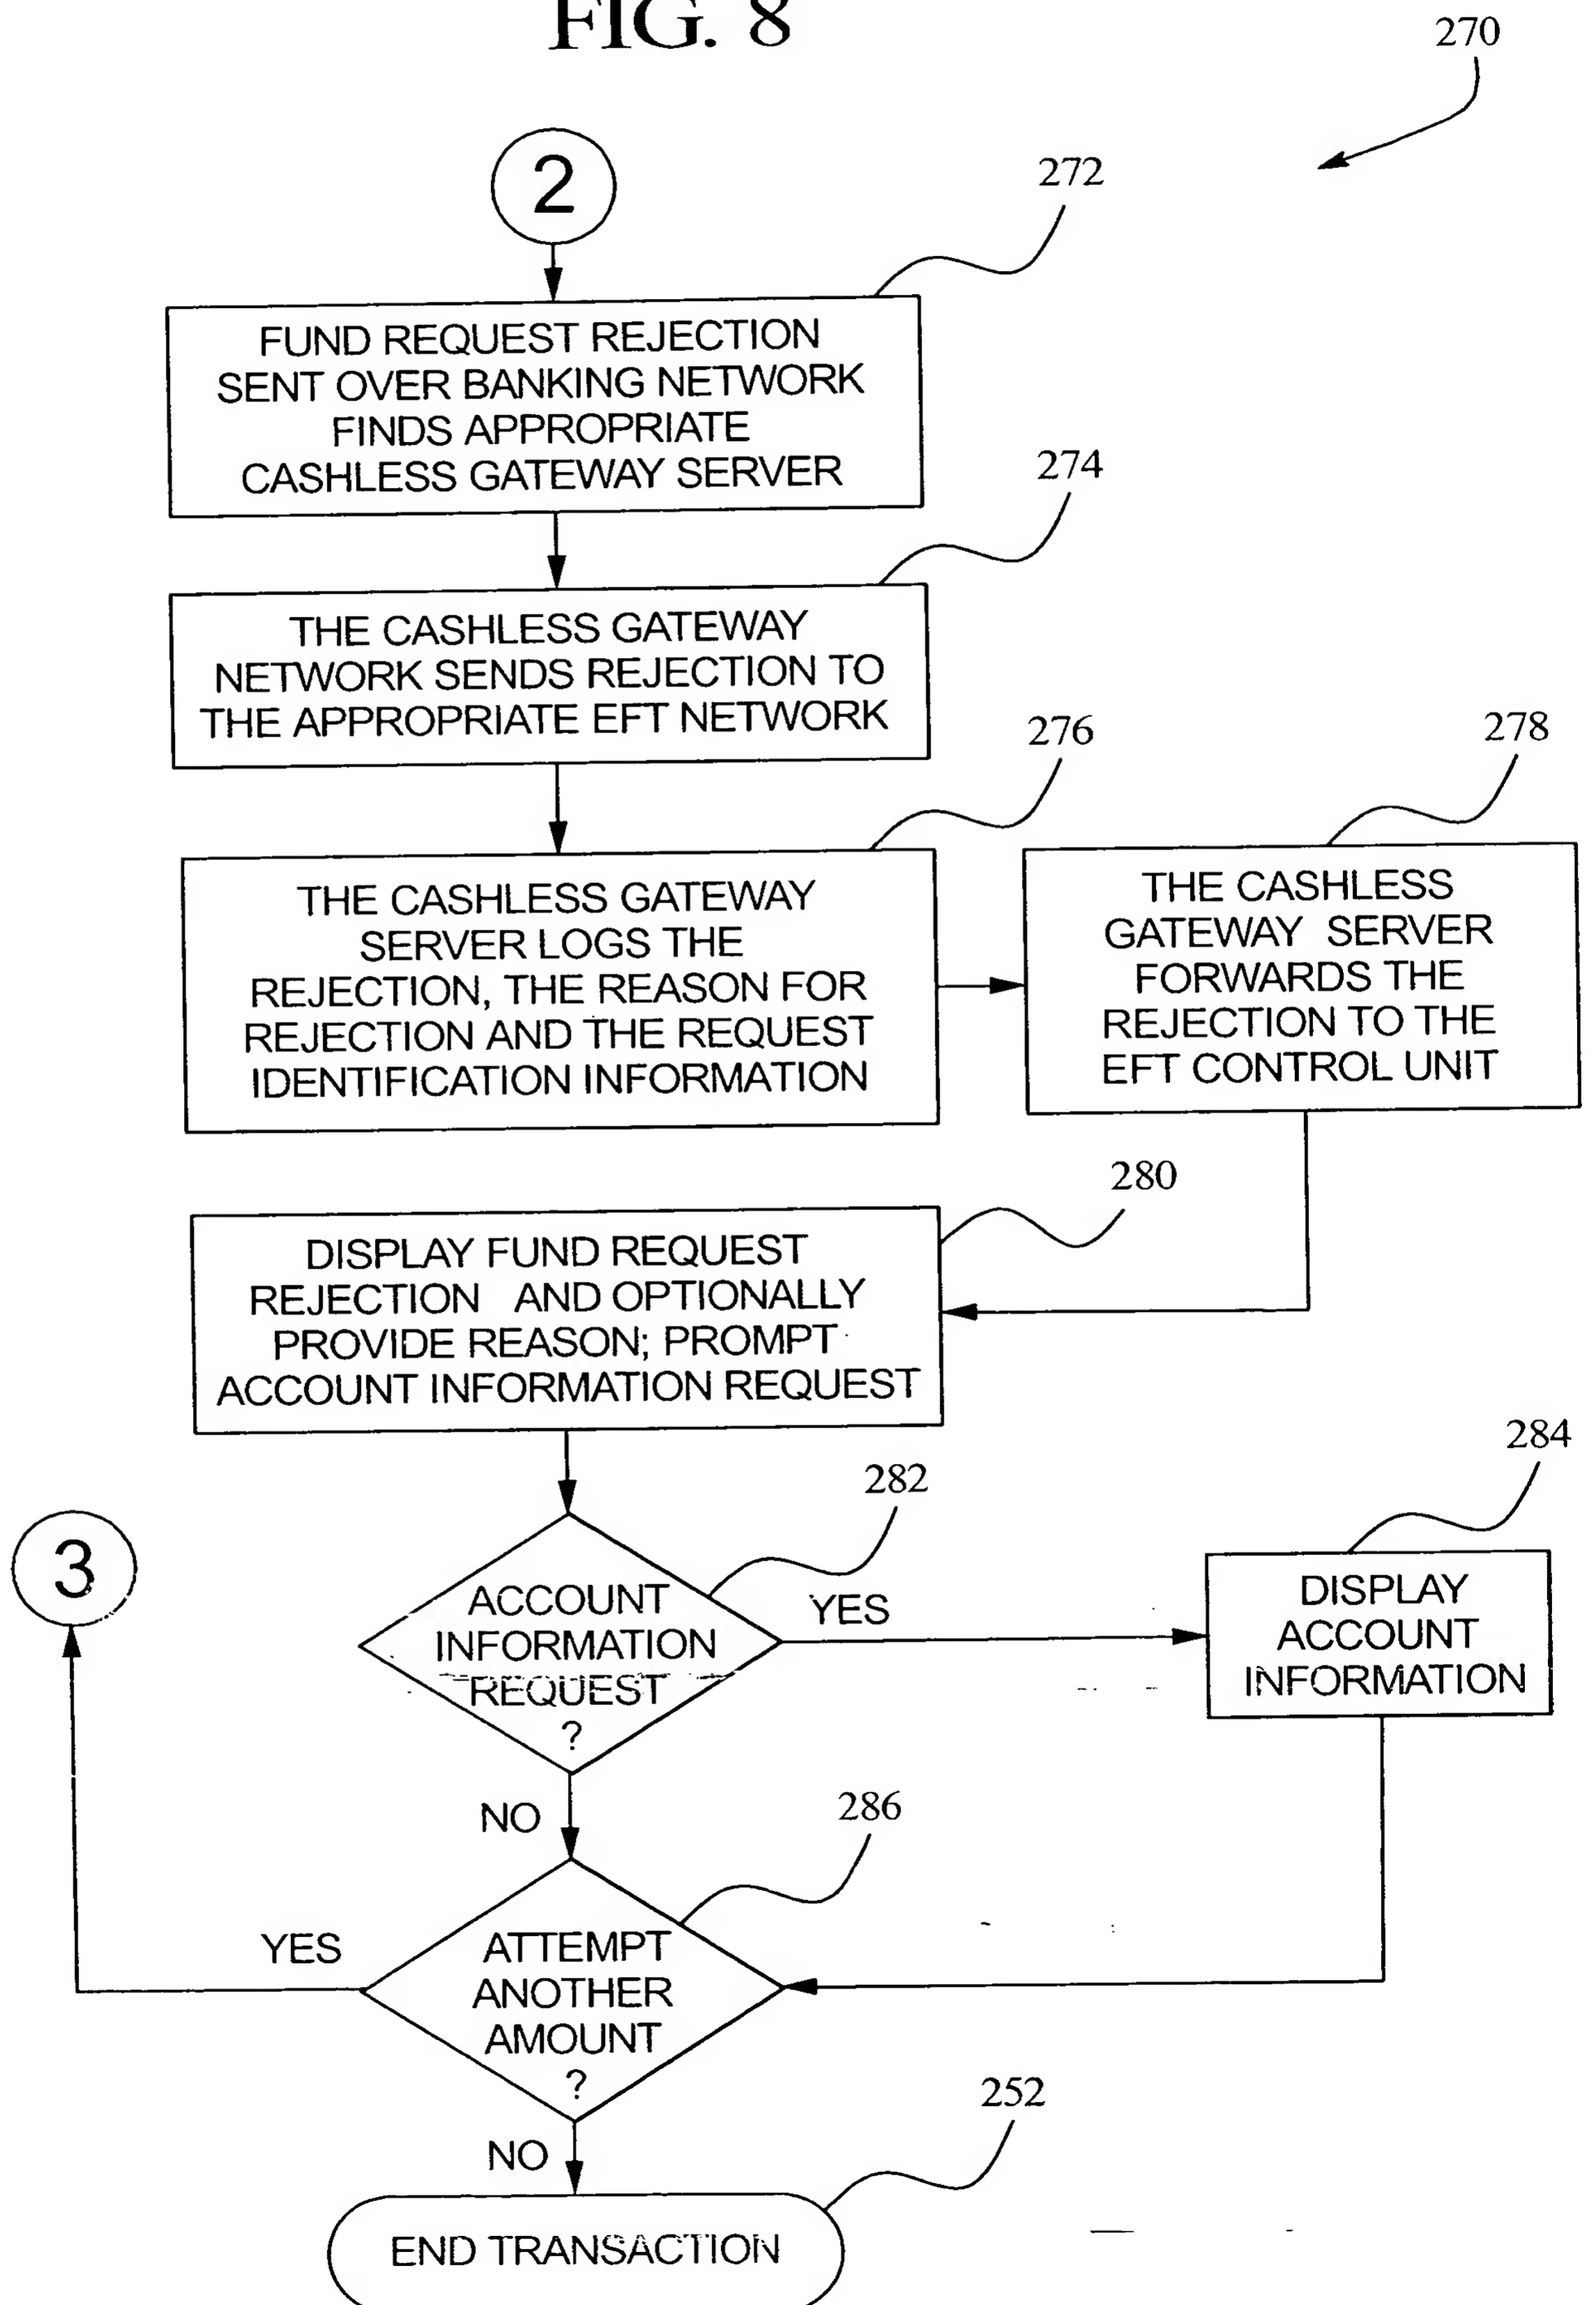 FIG. 8
270
2
272
FUND REQUEST REJECTION
SENT OVER BANKING NETWORK
FINDS APPROPRIATE
CASHLESS GATEWAY SERVER
274
THE CASHLESS GATEWAY
NETWORK SENDS REJECTION TO
THE APPROPRIATE EFT NETWORK
276
278
THE CASHLESS GATEWAY
SERVER LOGS THE
REJECTION, THE REASON FOR
REJECTION AND THE REQUEST
IDENTIFICATION INFORMATION
THE CASHLESS
GATEWAY SERVER
FORWARDS THE
REJECTION TO THE
EFT CONTROL UNIT
280
DISPLAY FUND REQUEST
REJECTION AND OPTIONALLY
PROVIDE REASON; PROMPT
ACCOUNT INFORMATION REQUEST
282
284
3
ACCOUNT
INFORMATION
REQUEST
?
YES
DISPLAY
ACCOUNT
INFORMATION
NO
286
YES
ATTEMPT
ANOTHER
AMOUNT
?
NO
252
END TRANSACTION